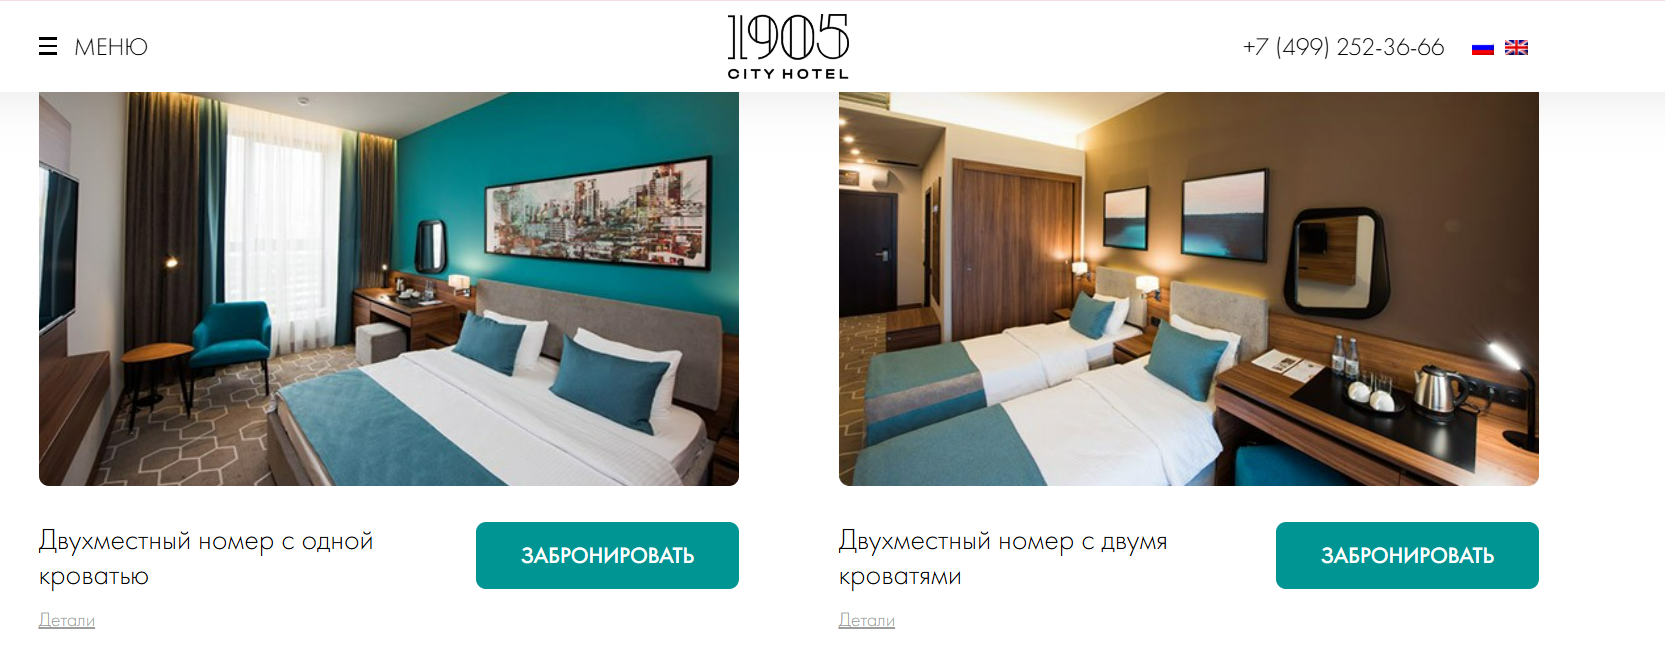 МЕНЮ
1905
CITY HOTEL
+7 (499) 252-36-66
Двухместный номер с одной
кроватью
ЗАБРОНИРОВАТЬ
Детали
Двухместный номер с двумя
кроватями
ЗАБРОНИРОВАТЬ
Детали